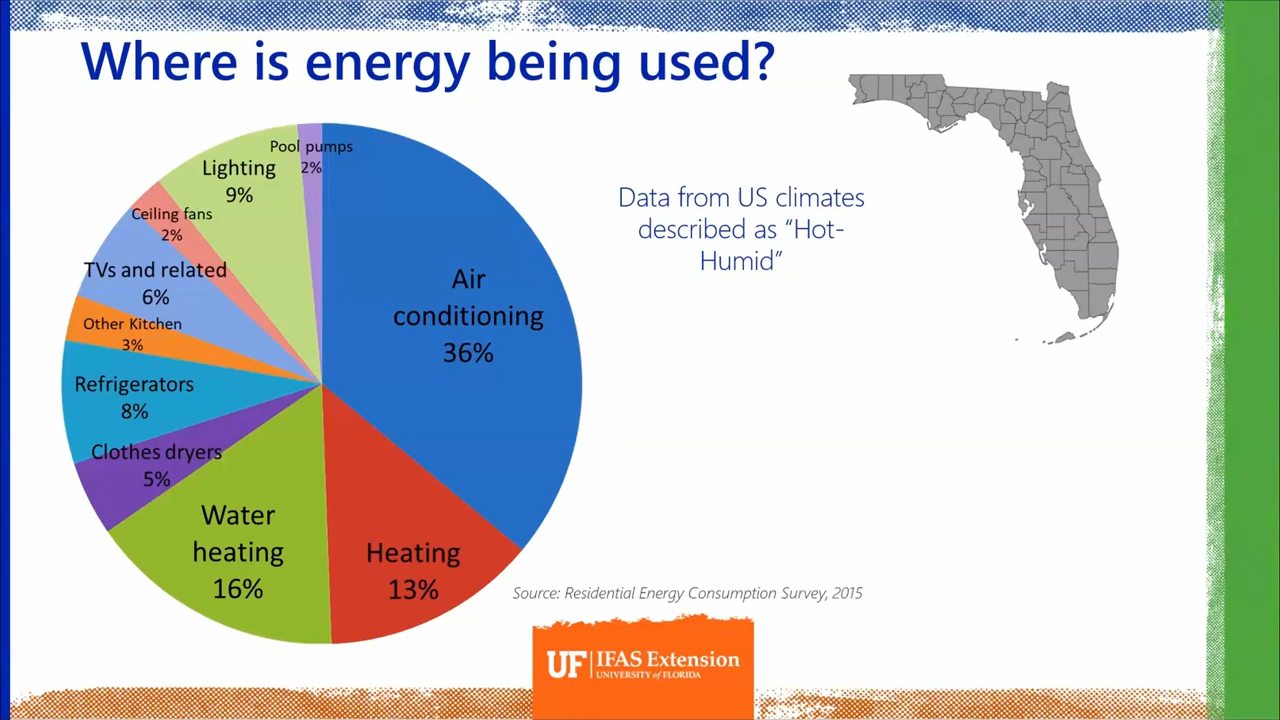 Where is energy being used?
Pool pumps
2%
Lighting
9%
Ceiling fans
2%
TVs and related
6%
Other Kitchen
3%
Refrigerators
8%
Clothes dryers
5%
Water
heating
16%
Heating
13%
Air
conditioning
36%
Data from US climates
described as “Hot-
Humid”
Source: Residential Energy Consumption Survey, 2015
UF IFAS Extension
UNIVERSITY of FLORIDA